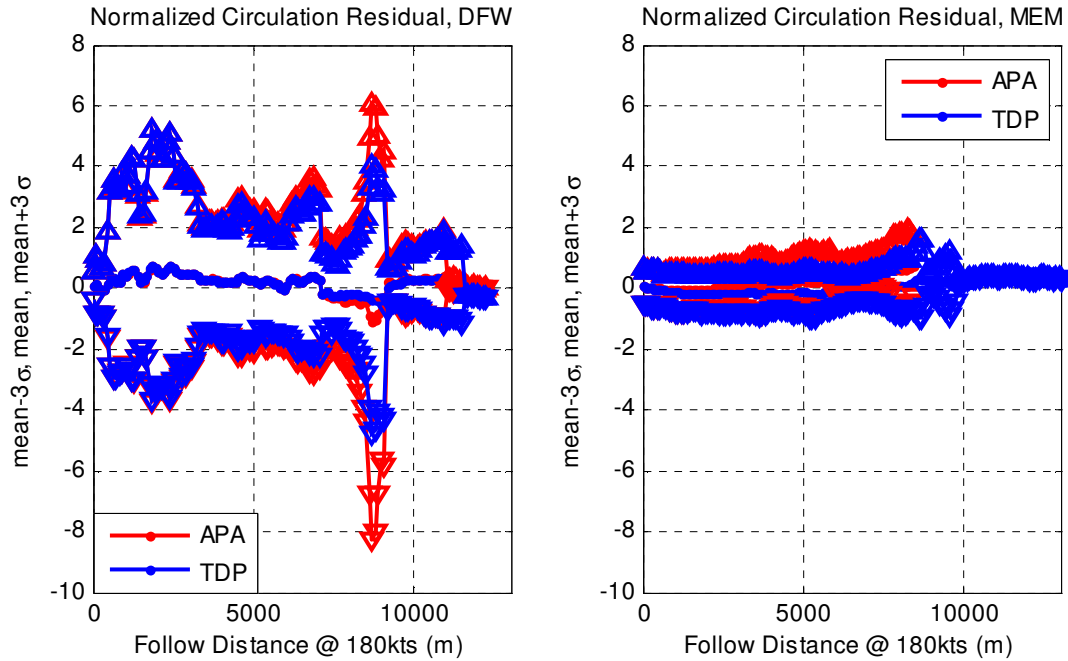 Normalized Circulation Residual, DFW
8
6
4
2
0
-2
-4
-6
-8
-10
mean-3σ, mean, mean+3 σ
APA
TDP
0
5000
10000
Follow Distance @ 180kts (m)
Normalized Circulation Residual, MEM
8
6
4
2
0
-2
-4
-6
-8
-10
mean-3σ, mean, mean+3 σ
APA
TDP
0
5000
10000
Follow Distance @ 180kts (m)